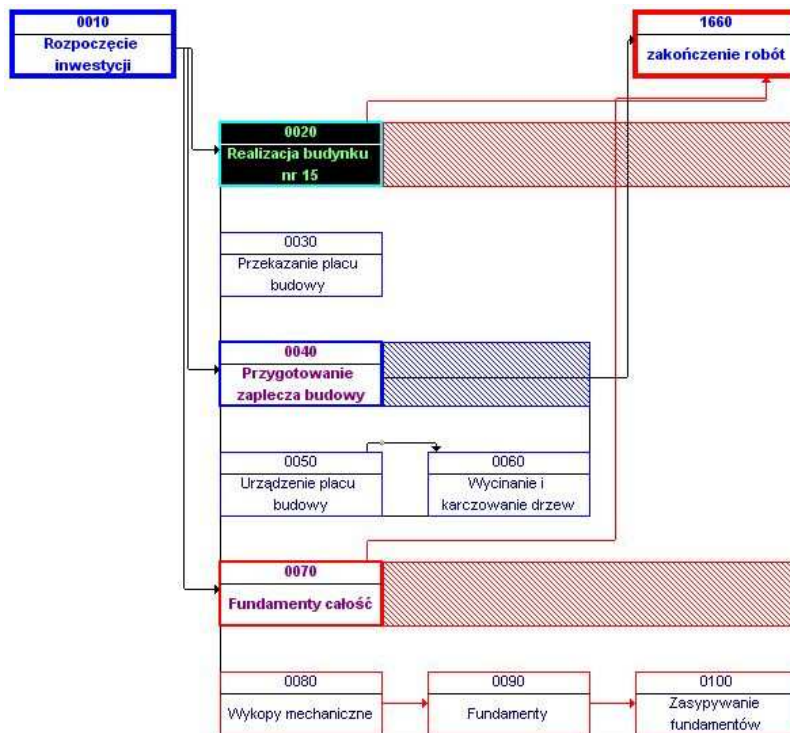 0010
Rozpoczęcie
inwestycji
1660
zakończenie robót
0020
Realizacja budynku
nr 15
0030
Przekazanie placu
budowy
0040
Przygotowanie
zaplecza budowy
0050
Urządzenie placu
budowy
0060
Wycinanie i
karczowanie drzew
0070
Fundamenty całość
0080
Wykopy mechaniczne
0090
Fundamenty
0100
Zasypywanie
fundamentów